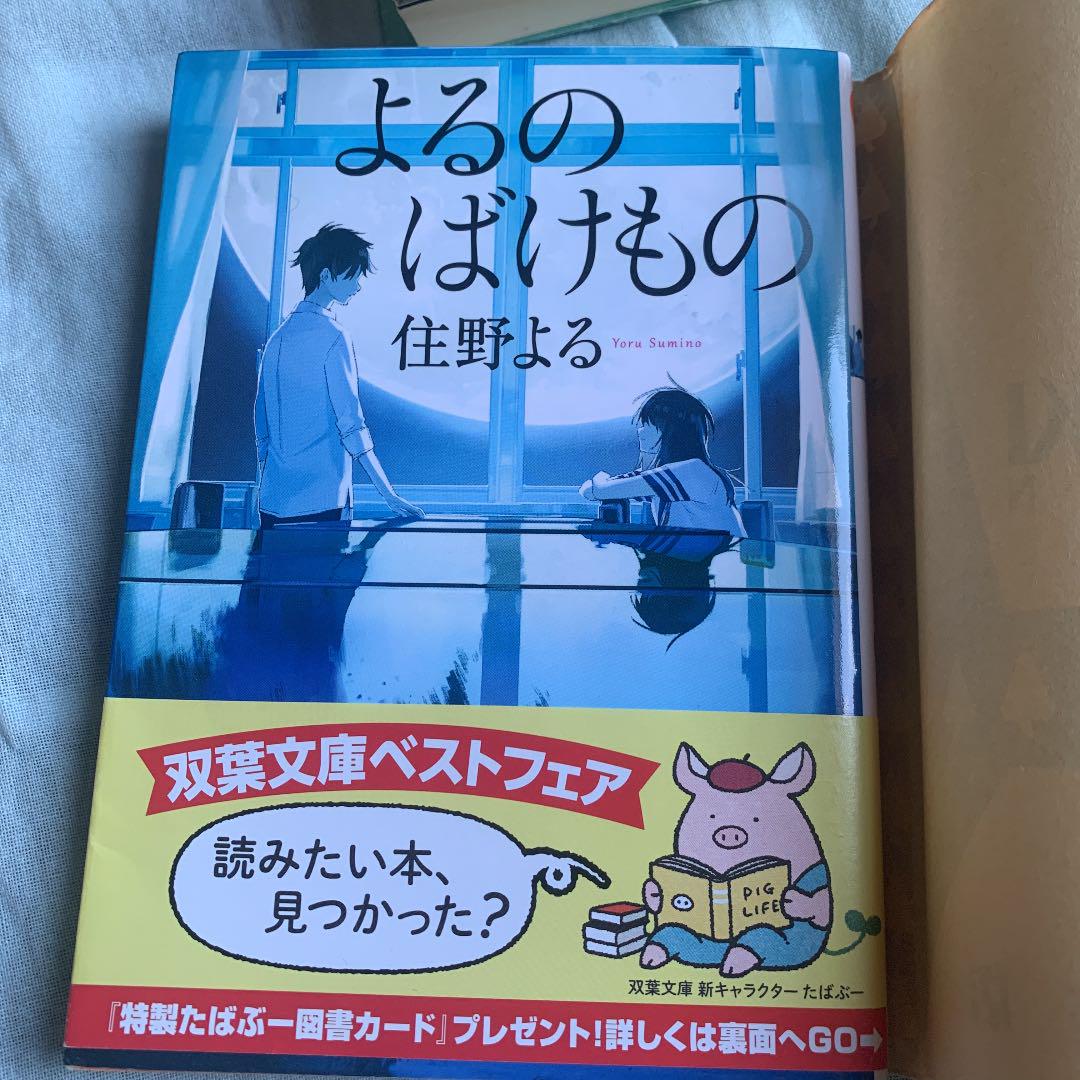 よるの
ばけもの
住野よる
Yoru Sumino
双葉文庫ベストフェア
読みたい本、
見つかった?
PIG
LIFE
双葉文庫 新キャラクター たばぶー
『特製たばぶー図書カード』プレゼント!詳しくは裏面へGO➡